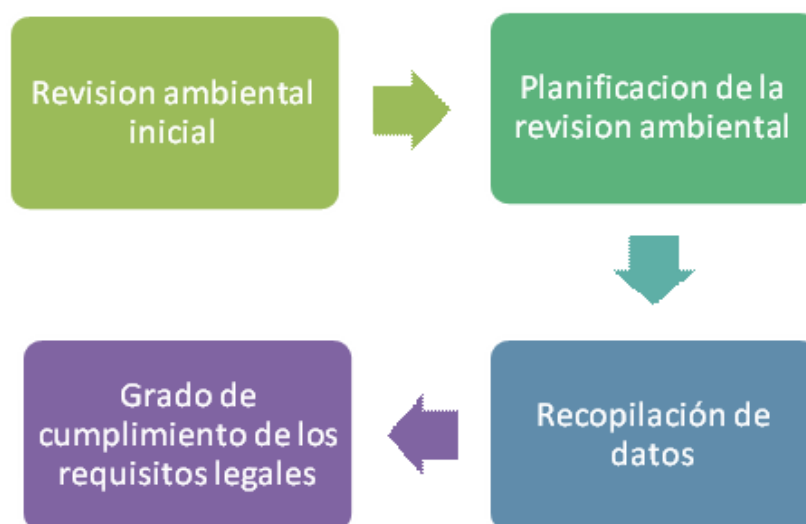 Revision ambiental
inicial
Planificacion de la
revision ambiental
Recopilación de
datos
Grado de
cumplimiento de los
requisitos legales